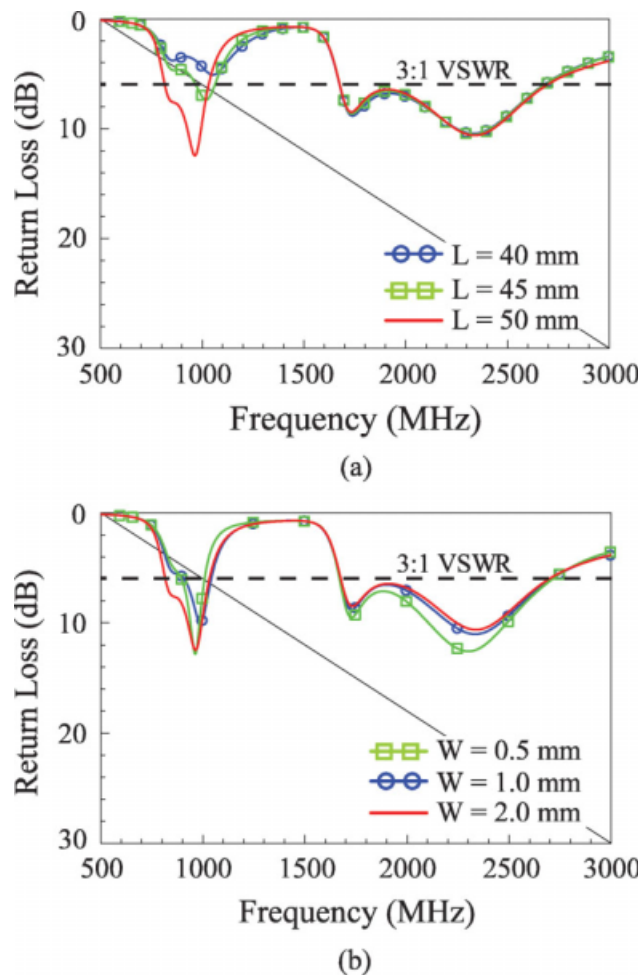 0
3:1 VSWR
10
Return Loss (dB)
20
L = 40 mm
L = 45 mm
L = 50 mm
30
500 1000 1500 2000 2500 3000
Frequency (MHz)
(a)
0
3:1 VSWR
10
Return Loss (dB)
20
W = 0.5 mm
W = 1.0 mm
W = 2.0 mm
30
500 1000 1500 2000 2500 3000
Frequency (MHz)
(b)